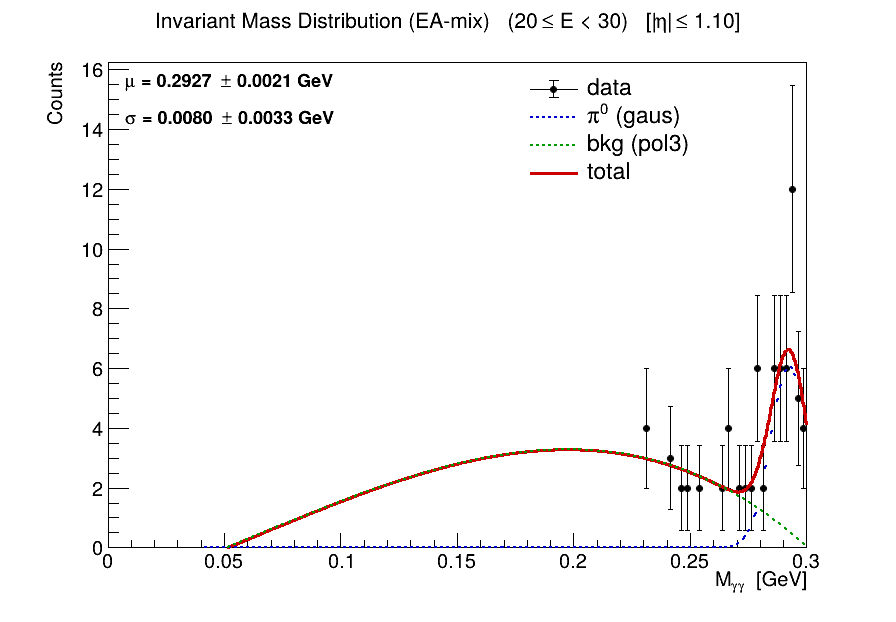 Invariant Mass Distribution (EA-mix) (20 ≤ E < 30) [|η| ≤ 1.10]
Counts
μ = 0.2927 ± 0.0021 GeV
σ = 0.0080 ± 0.0033 GeV
data
π⁰ (gaus)
bkg (pol3)
total
16
14
12
10
8
6
4
2
0
0 0.05 0.1 0.15 0.2 0.25 0.3
M_γγ [GeV]